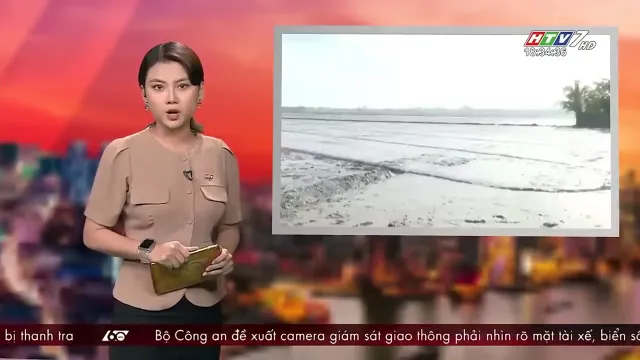 HTV7 HD
18:34:36
bị thanh tra 60 Bộ Công an đề xuất camera giám sát giao thông phải nhìn rõ mặt tài xế, biển số